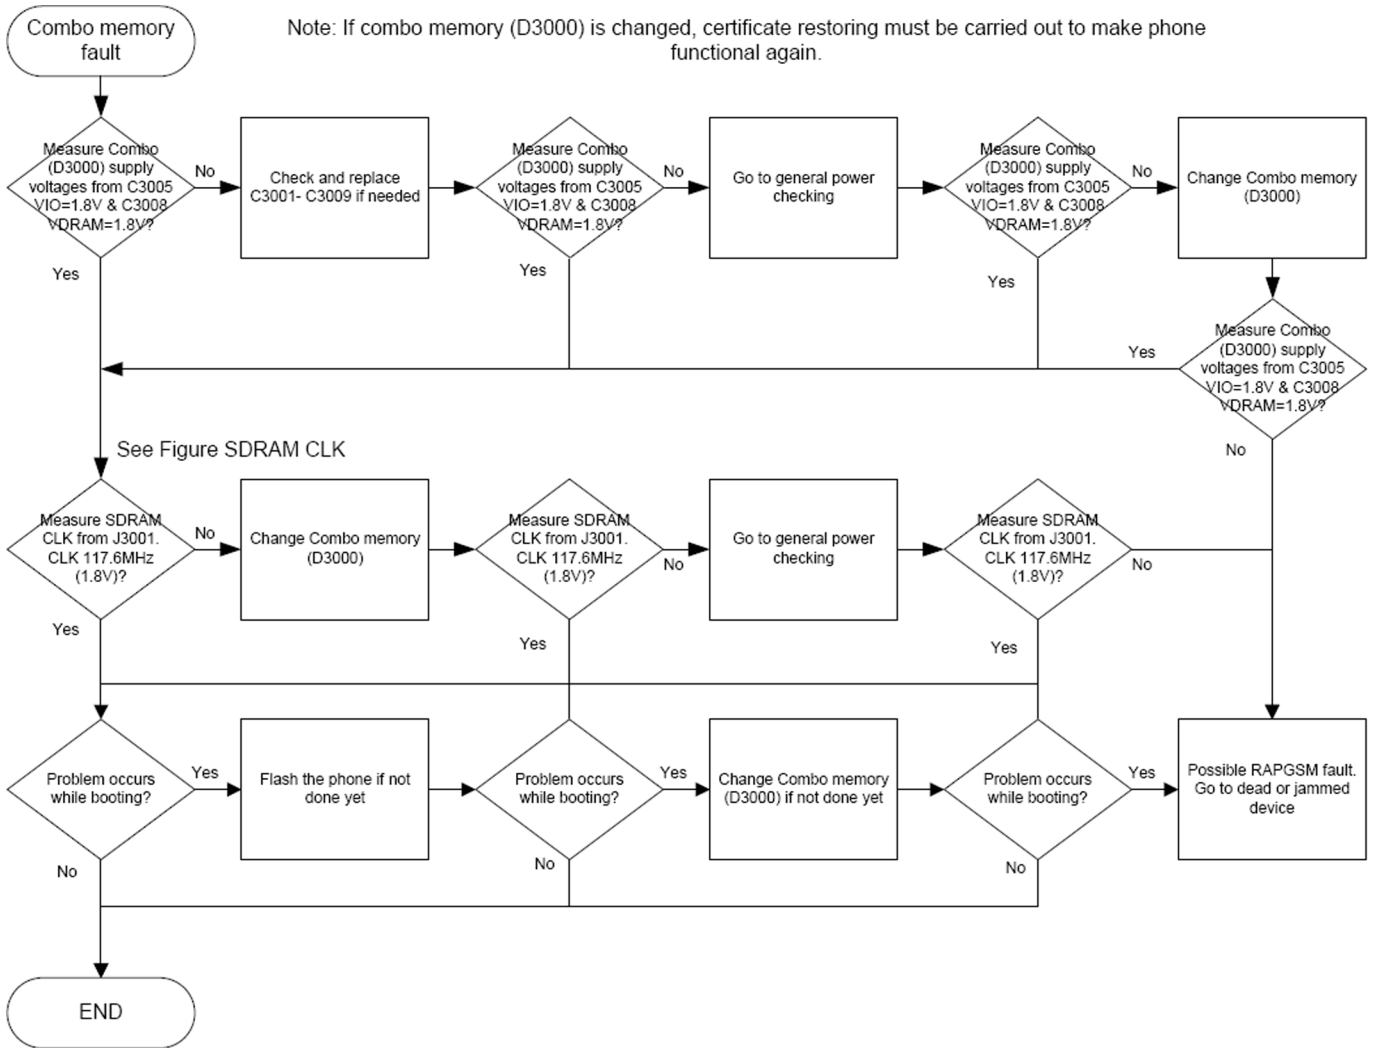 Combo memory
fault
Note: If combo memory (D3000) is changed, certificate restoring must be carried out to make phone
functional again.
Measure Combo
(D3000) supply
voltages from C3005
VIO=1.8V & C3008
VDRAM=1.8V?
No
Check and replace
C3001- C3009 if needed
Measure Combo
(D3000) supply
voltages from C3005
VIO=1.8V & C3008
VDRAM=1.8V?
No
Go to general power
checking
Measure Combo
(D3000) supply
voltages from C3005
VIO=1.8V & C3008
VDRAM=1.8V?
No
Change Combo memory
(D3000)
Yes
Yes
Yes
Yes
Measure Combo
(D3000) supply
voltages from C3005
VIO=1.8V & C3008
VDRAM=1.8V?
No
See Figure SDRAM CLK
Measure SDRAM
CLK from J3001.
CLK 117.6MHz
(1.8V)?
No
Change Combo memory
(D3000)
Measure SDRAM
CLK from J3001.
CLK 117.6MHz
(1.8V)?
No
Go to general power
checking
Measure SDRAM
CLK from J3001.
CLK 117.6MHz
(1.8V)?
No
Yes
Yes
Yes
Problem occurs
while booting?
Yes
Flash the phone if not
done yet
Problem occurs
while booting?
Yes
Change Combo memory
(D3000) if not done yet
Problem occurs
while booting?
Yes
Possible RAPGSM fault.
Go to dead or jammed
device
No
No
No
END